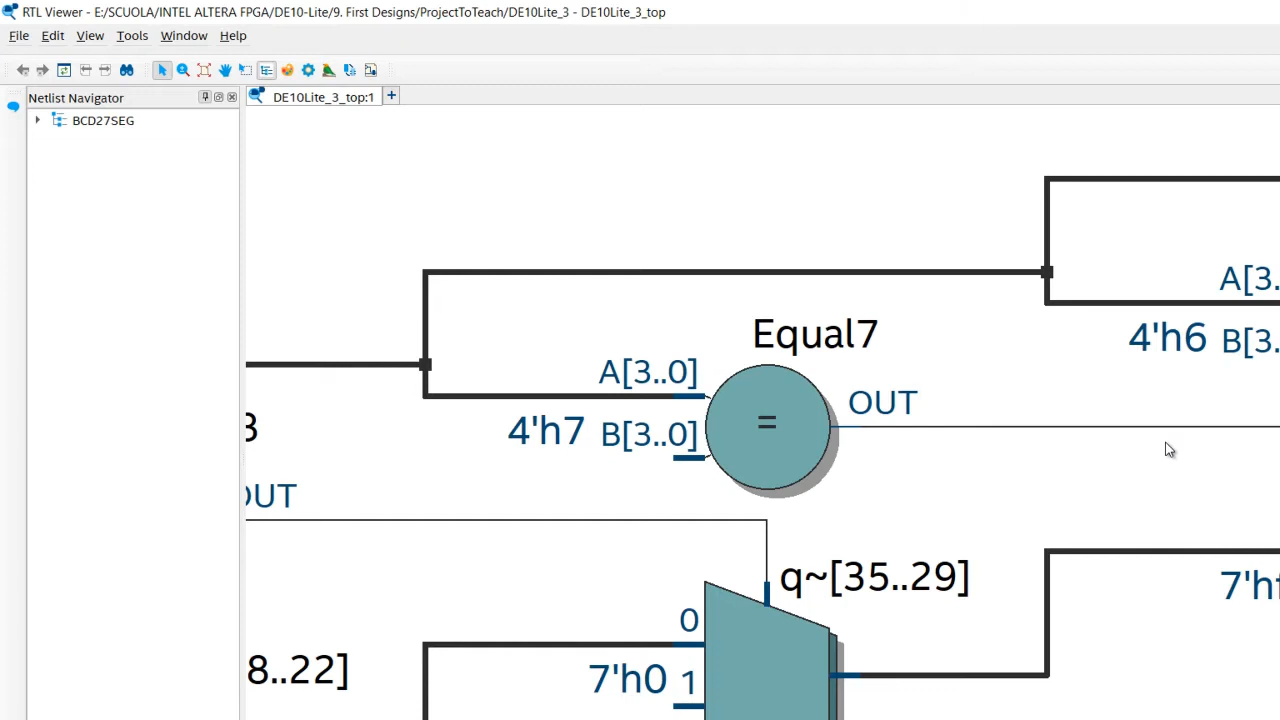 RTL Viewer - E:/SCUOLA/INTEL ALTERA FPGA/DE10-Lite/9. First Designs/ProjectToTeach/DE10Lite_3 - DE10Lite_3_top
File Edit View Tools Window Help
Netlist Navigator
DE10Lite_3_top:1 +
BCD27SEG
A[3..
Equal7
4'h6 B[3..
A[3..0]
OUT
4'h7 B[3..0]
=
3
OUT
q~[35..29]
7'h
0
8..22]
7'h0 1